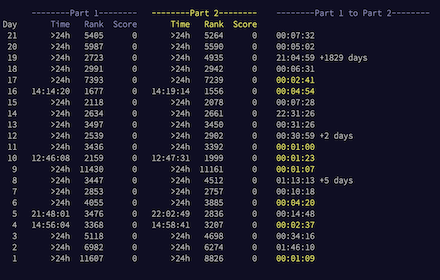 --------Part 1-------- --------Part 2-------- --------Part 1 to Part 2--------
Day Time Rank Score Time Rank Score
21 >24h 5405 0 >24h 5264 0 00:07:32
20 >24h 5987 0 >24h 5590 0 00:05:02
19 >24h 2723 0 >24h 4935 0 21:04:59 +1829 days
18 >24h 2991 0 >24h 2942 0 00:06:31
17 >24h 7393 0 >24h 7239 0 00:02:41
16 14:14:20 1677 0 14:19:14 1556 0 00:04:54
15 >24h 2118 0 >24h 2078 0 00:07:28
14 >24h 2634 0 >24h 2661 0 22:31:26
13 >24h 3497 0 >24h 3450 0 00:31:26
12 >24h 2539 0 >24h 2902 0 00:30:59 +2 days
11 >24h 3436 0 >24h 3392 0 00:01:00
10 12:46:08 2159 0 12:47:31 1999 0 00:01:23
9 >24h 11430 0 >24h 11161 0 00:01:07
8 >24h 3447 0 >24h 4512 0 01:13:13 +5 days
7 >24h 2853 0 >24h 2757 0 00:10:18
6 >24h 4055 0 >24h 3885 0 00:04:20
5 21:48:01 3476 0 22:02:49 2836 0 00:14:48
4 14:56:04 3368 0 14:58:41 3207 0 00:02:37
3 >24h 5118 0 >24h 4698 0 00:34:16
2 >24h 6982 0 >24h 6274 0 01:46:10
1 >24h 11607 0 >24h 8826 0 00:01:09